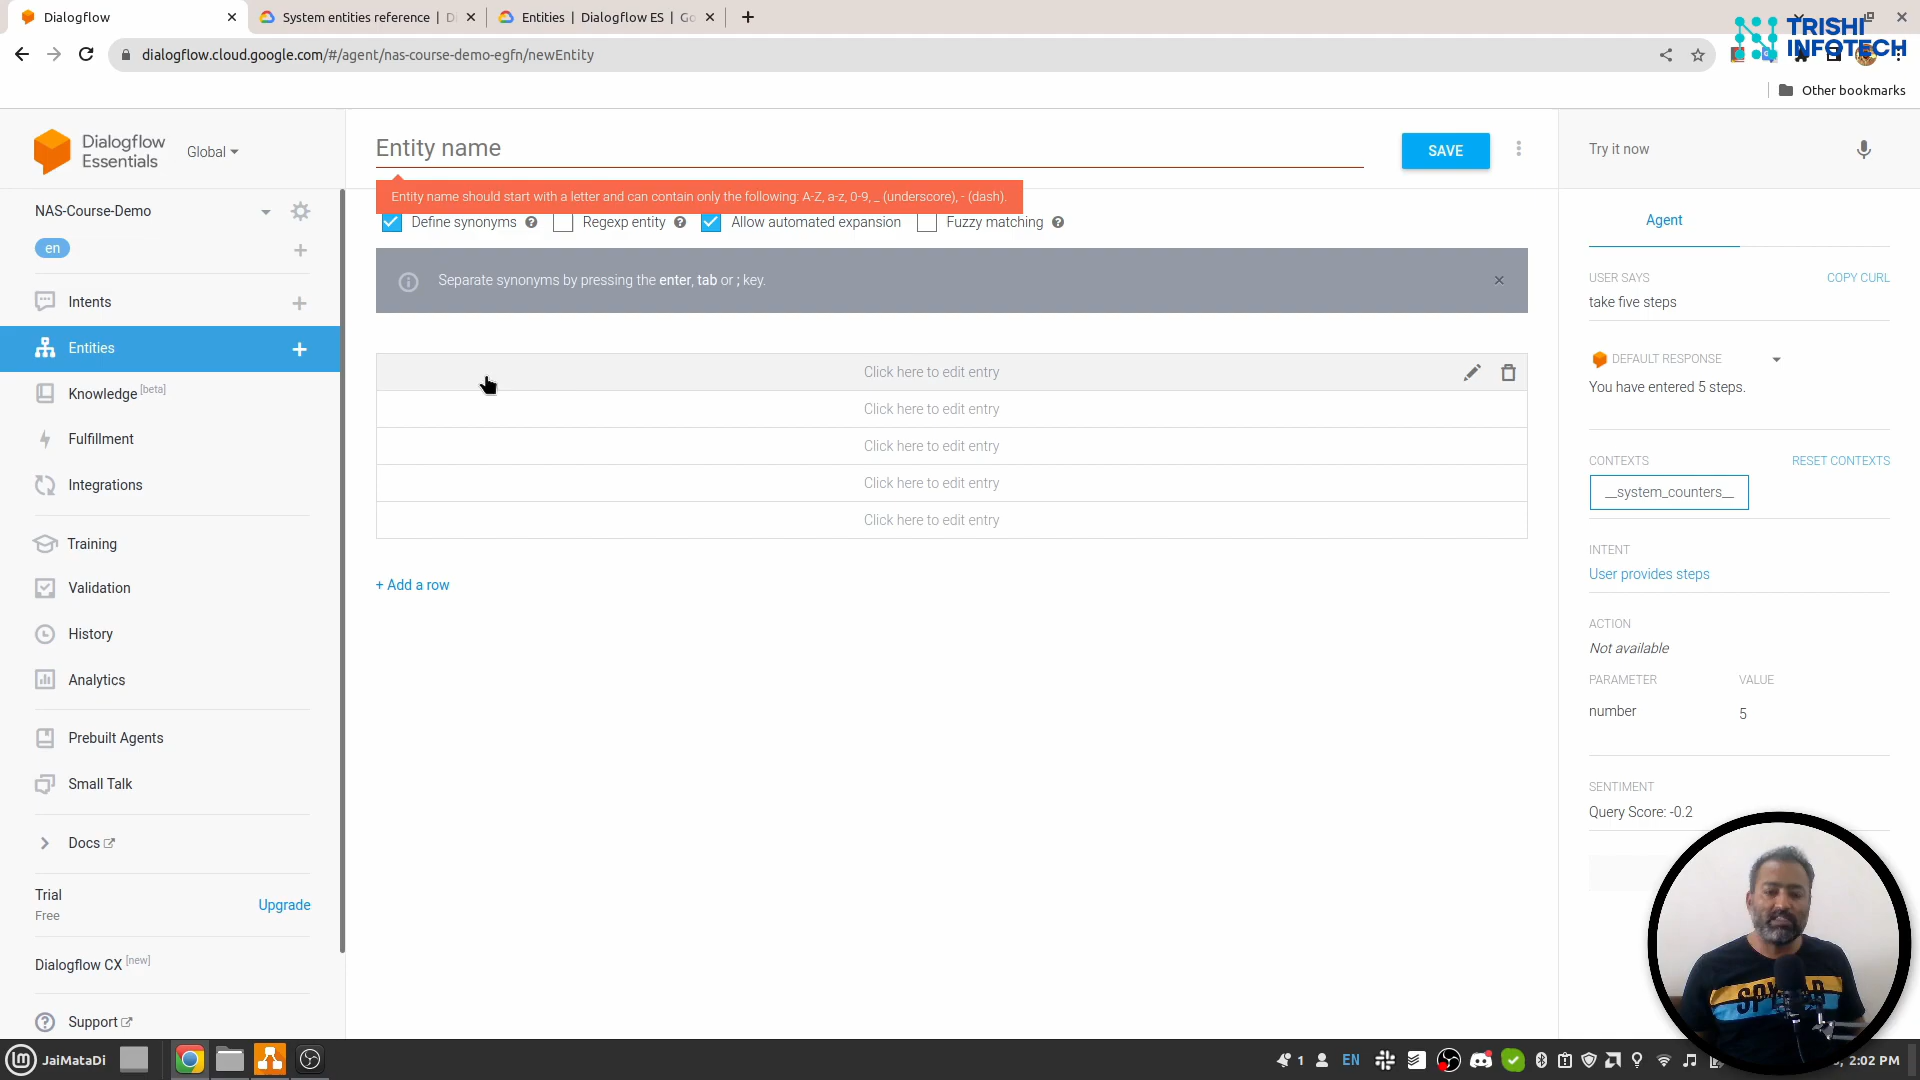 Dialogflow
System entities reference | D
Entities | Dialogflow ES | Go
dialogflow.cloud.google.com/#/agent/nas-course-demo-egfn/newEntity
TRISHI
INFOTECH
Other bookmarks
Dialogflow
Essentials
Global
Entity name
SAVE
Try it now
Entity name should start with a letter and can contain only the following: A-Z, a-z, 0-9, _ (underscore), - (dash).
NAS-Course-Demo
en
Define synonyms
Regexp entity
Allow automated expansion
Fuzzy matching
Agent
Separate synonyms by pressing the enter, tab or ; key.
USER SAYS
COPY CURL
take five steps
Intents
Entities
Knowledge [beta]
Fulfillment
Integrations
Training
Validation
History
Analytics
Prebuilt Agents
Small Talk
Docs
Trial
Free
Upgrade
Dialogflow CX [new]
Support
Click here to edit entry
Click here to edit entry
Click here to edit entry
Click here to edit entry
Click here to edit entry
+ Add a row
DEFAULT RESPONSE
You have entered 5 steps.
CONTEXTS
RESET CONTEXTS
__system_counters__
INTENT
User provides steps
ACTION
Not available
PARAMETER
VALUE
number
5
SENTIMENT
Query Score: -0.2
JaiMataDi
1
EN
2:02 PM